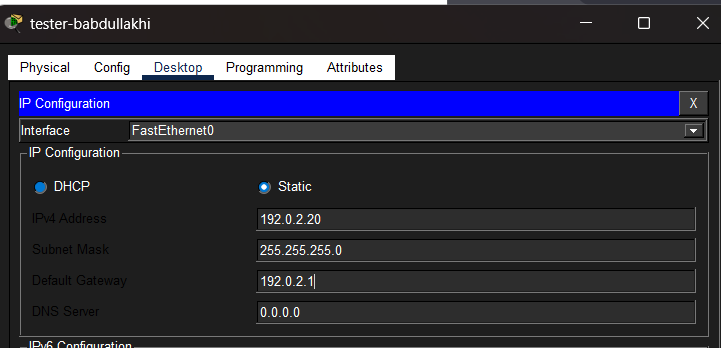 tester-babdullakhi
Physical Config Desktop Programming Attributes
IP Configuration X
Interface FastEthernet0
IP Configuration
DHCP Static
IPv4 Address 192.0.2.20
Subnet Mask 255.255.255.0
Default Gateway 192.0.2.1
DNS Server 0.0.0.0
IPv6 Configuration